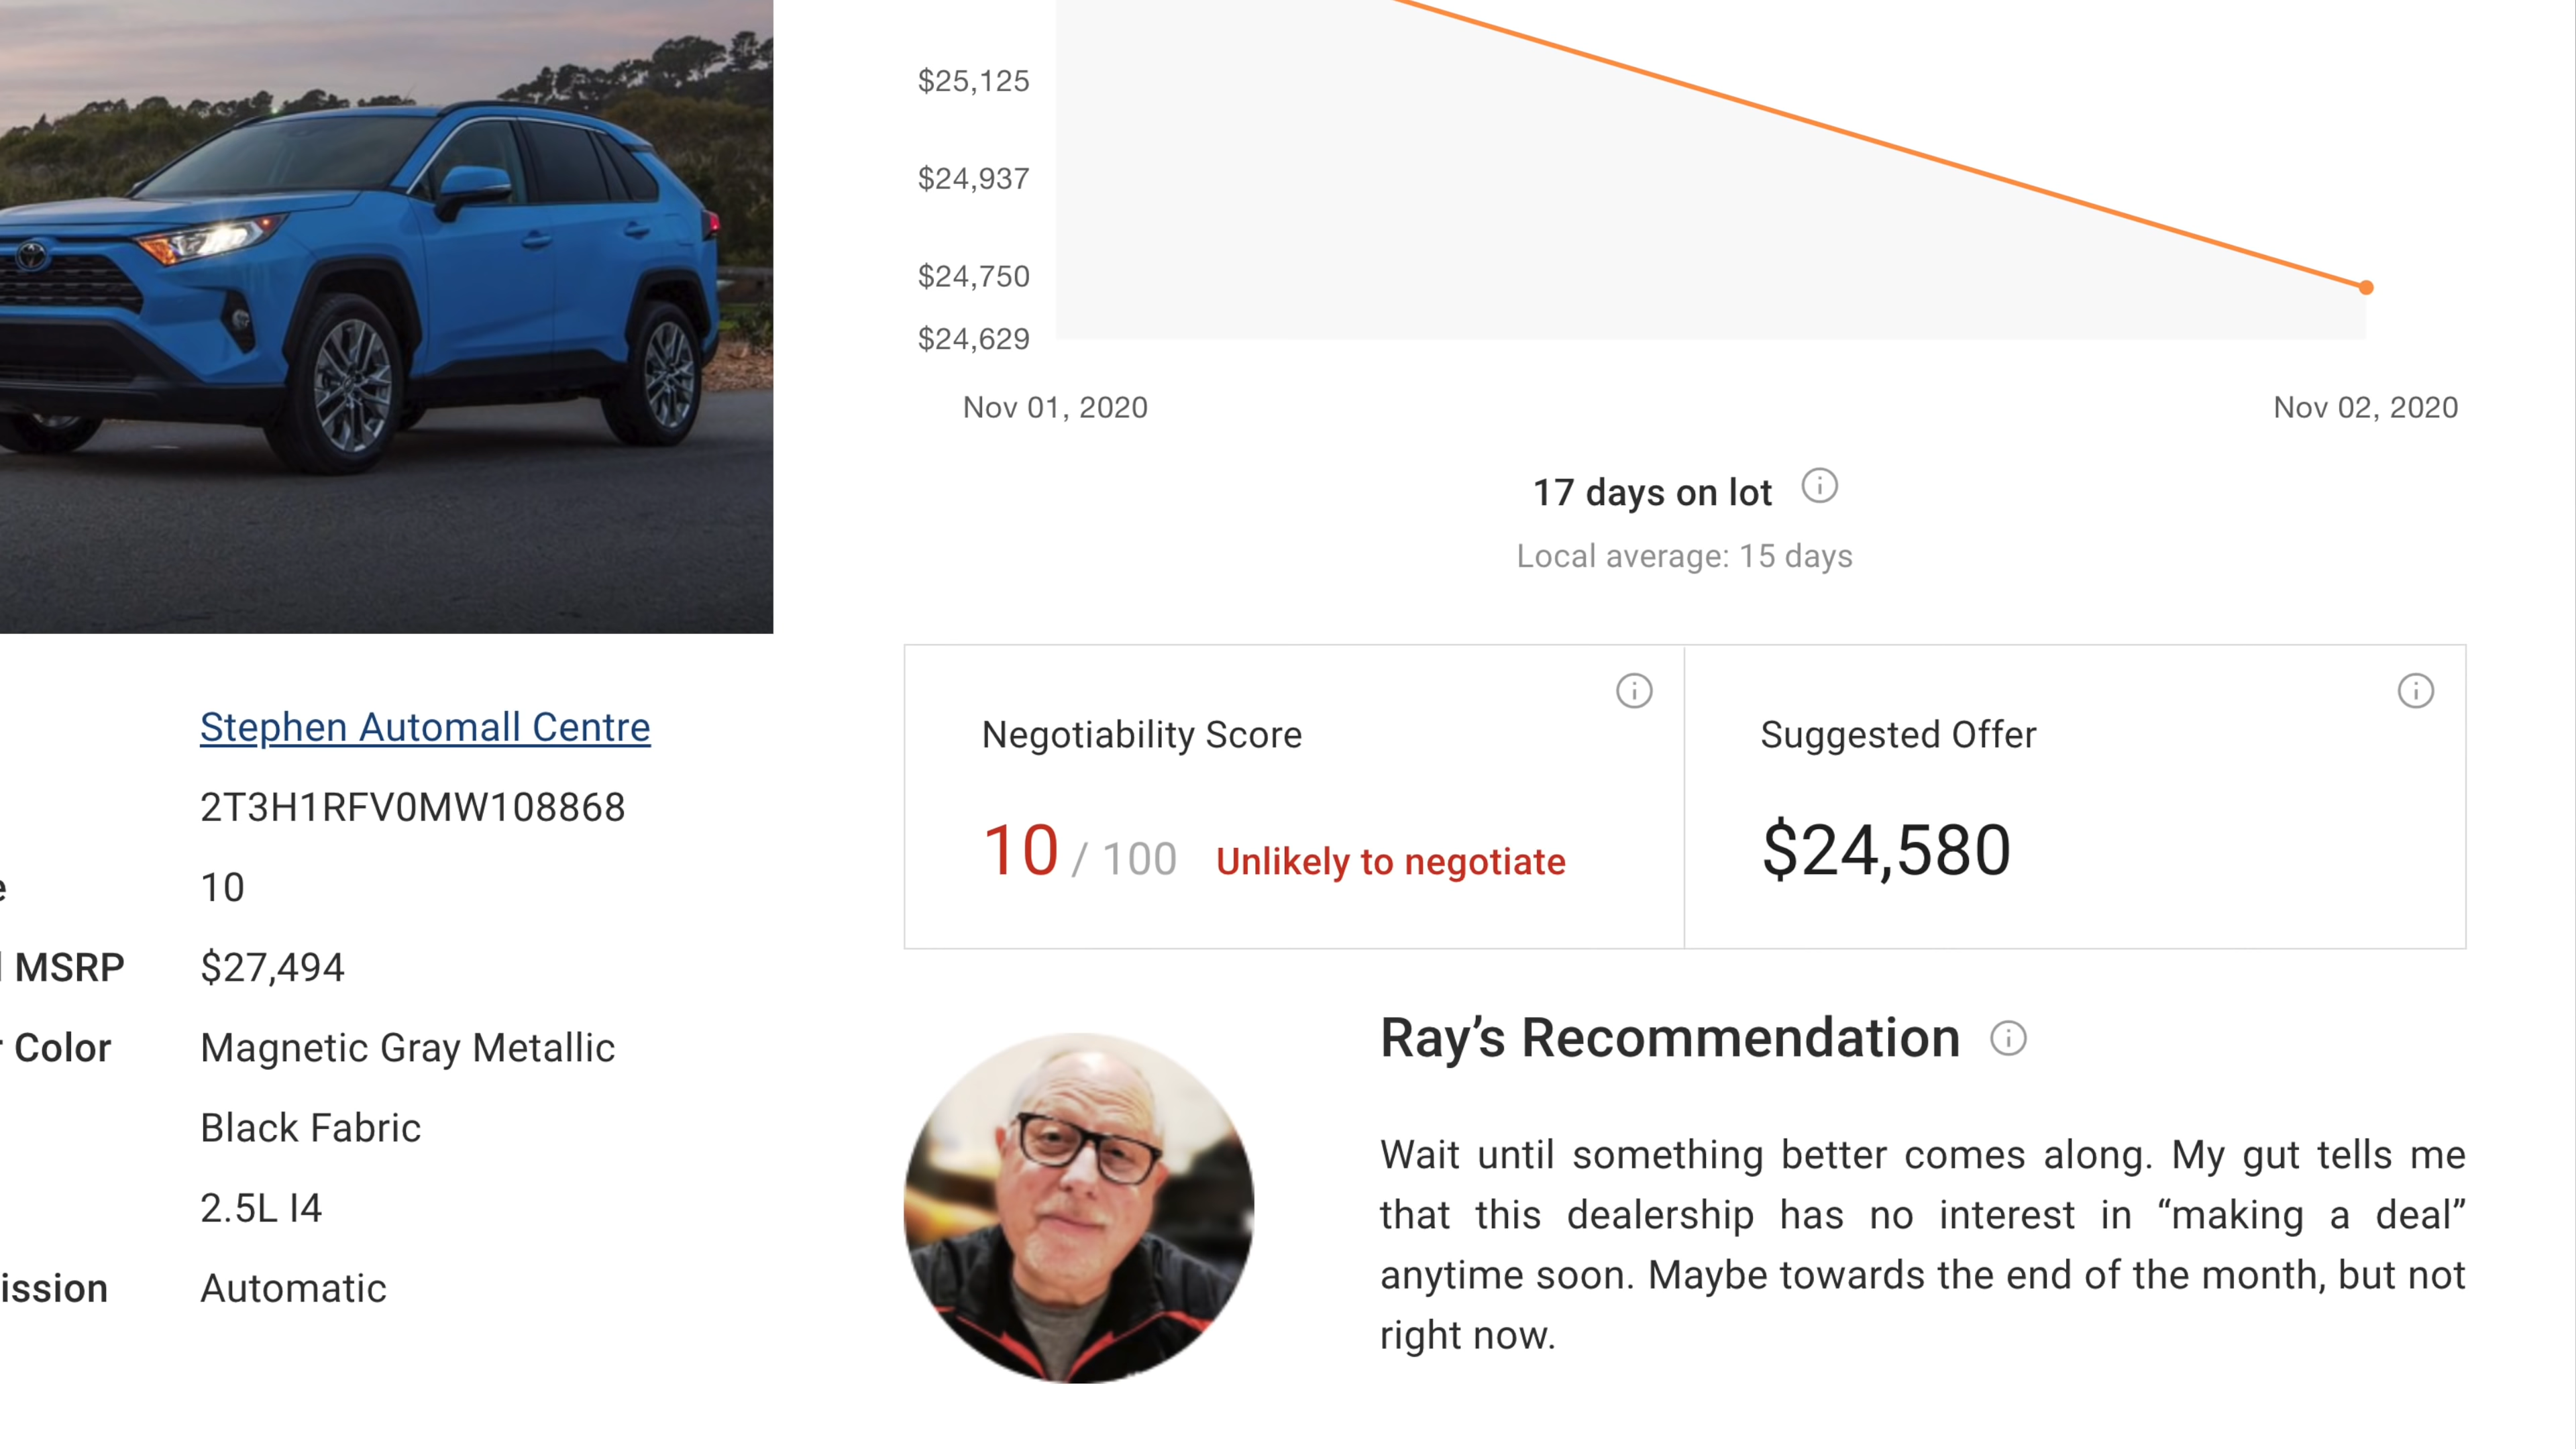 $25,125
$24,937
$24,750
$24,629
Nov 01, 2020 Nov 02, 2020
17 days on lot
Local average: 15 days
Stephen Automall Centre
2T3H1RFV0MW108868
10
MSRP $27,494
Color Magnetic Gray Metallic
Black Fabric
2.5L I4
ission Automatic
Negotiability Score
10 / 100 Unlikely to negotiate
Suggested Offer
$24,580
Ray’s Recommendation
Wait until something better comes along. My gut tells me
that this dealership has no interest in “making a deal”
anytime soon. Maybe towards the end of the month, but not
right now.